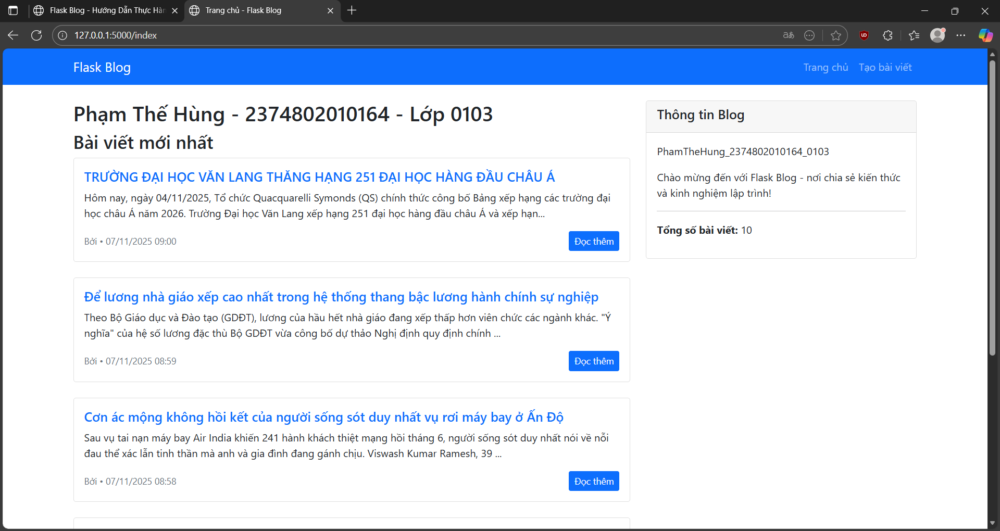 Flask Blog - Hướng Dẫn Thực Hàn
Trang chủ - Flask Blog
127.0.0.1:5000/index
Flask Blog
Trang chủ
Tạo bài viết
Phạm Thế Hùng - 2374802010164 - Lớp 0103
Bài viết mới nhất
TRƯỜNG ĐẠI HỌC VĂN LANG THĂNG HẠNG 251 ĐẠI HỌC HÀNG ĐẦU CHÂU Á
Hôm nay, ngày 04/11/2025, Tổ chức Quacquarelli Symonds (QS) chính thức công bố Bảng xếp hạng các trường đại
học châu Á năm 2026. Trường Đại học Văn Lang xếp hạng 251 đại học hàng đầu châu Á và xếp hạn...
Bởi • 07/11/2025 09:00
Đọc thêm
Để lương nhà giáo xếp cao nhất trong hệ thống thang bậc lương hành chính sự nghiệp
Theo Bộ Giáo dục và Đào tạo (GDĐT), lương của hầu hết nhà giáo đang xếp thấp hơn viên chức các ngành khác. "Ý
nghĩa" của hệ số lương đặc thù Bộ GDĐT vừa công bố dự thảo Nghị định quy định chính ...
Bởi • 07/11/2025 08:59
Đọc thêm
Cơn ác mộng không hồi kết của người sống sót duy nhất vụ rơi máy bay ở Ấn Độ
Sau vụ tai nạn máy bay Air India khiến 241 hành khách thiệt mạng hồi tháng 6, người sống sót duy nhất nói về nỗi
đau thể xác lẫn tinh thần mà anh và gia đình đang gánh chịu. Viswash Kumar Ramesh, 39 ...
Bởi • 07/11/2025 08:58
Đọc thêm
Thông tin Blog
PhamTheHung_2374802010164_0103
Chào mừng đến với Flask Blog - nơi chia sẻ kiến thức
và kinh nghiệm lập trình!
Tổng số bài viết: 10